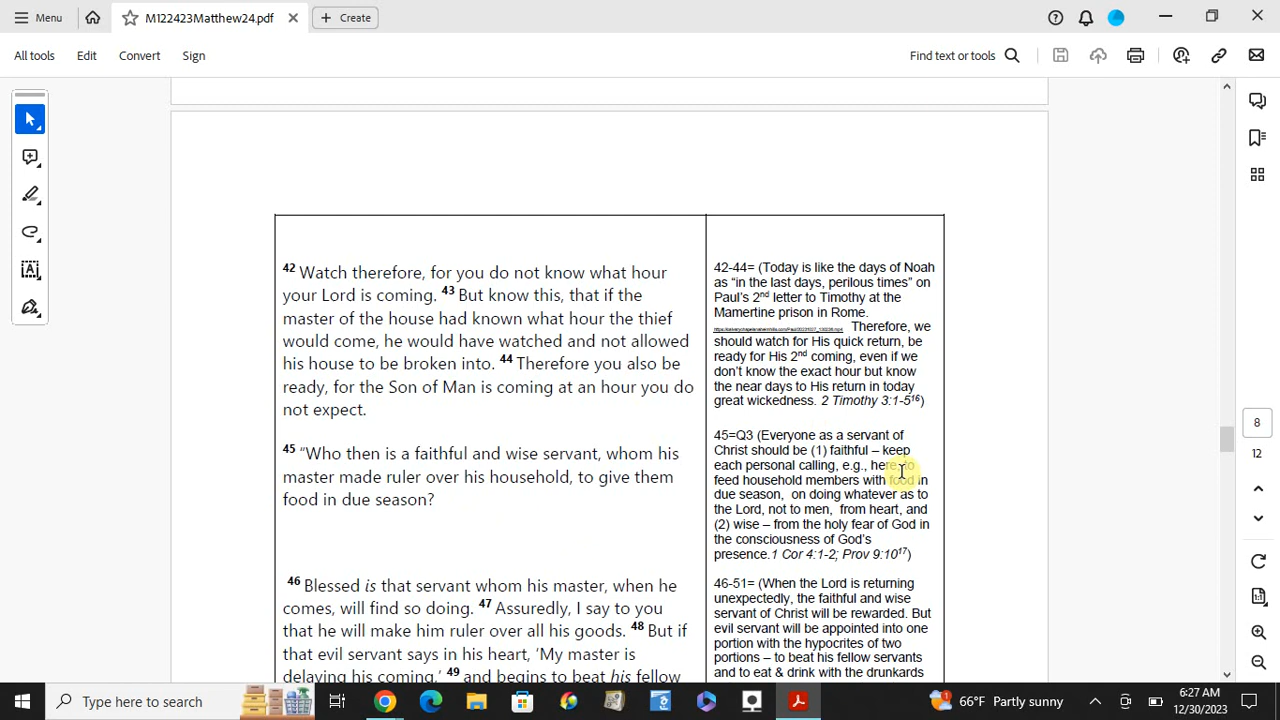 Menu
M122423Matthew24.pdf
Create
All tools
Edit
Convert
Sign
Find text or tools
42 Watch therefore, for you do not know what hour
your Lord is coming. 43 But know this, that if the
master of the house had known what hour the thief
would come, he would have watched and not allowed
his house to be broken into. 44 Therefore you also be
ready, for the Son of Man is coming at an hour you do
not expect.
45 “Who then is a faithful and wise servant, whom his
master made ruler over his household, to give them
food in due season?
46 Blessed is that servant whom his master, when he
comes, will find so doing. 47 Assuredly, I say to you
that he will make him ruler over all his goods. 48 But if
that evil servant says in his heart, ‘My master is
delaying his coming,’ 49 and begins to beat his fellow
42-44= (Today is like the days of Noah
as “in the last days, perilous times” on
Paul’s 2nd letter to Timothy at the
Mamertine prison in Rome.
Therefore, we
should watch for His quick return, be
ready for His 2nd coming, even if we
don’t know the exact hour but know
the near days to His return in today
great wickedness. 2 Timothy 3:1-5 16)
45=Q3 (Everyone as a servant of
Christ should be (1) faithful – keep
each personal calling, e.g., here to
feed household members with food in
due season, on doing whatever as to
the Lord, not to men, from heart, and
(2) wise – from the holy fear of God in
the consciousness of God’s
presence.1 Cor 4:1-2; Prov 9:10 17)
46-51= (When the Lord is returning
unexpectedly, the faithful and wise
servant of Christ will be rewarded. But
evil servant will be appointed into one
portion with the hypocrites of two
portions – to beat his fellow servants
and to eat & drink with the drunkards
8
12
1:1
Type here to search
66°F Partly sunny
6:27 AM
12/30/2023